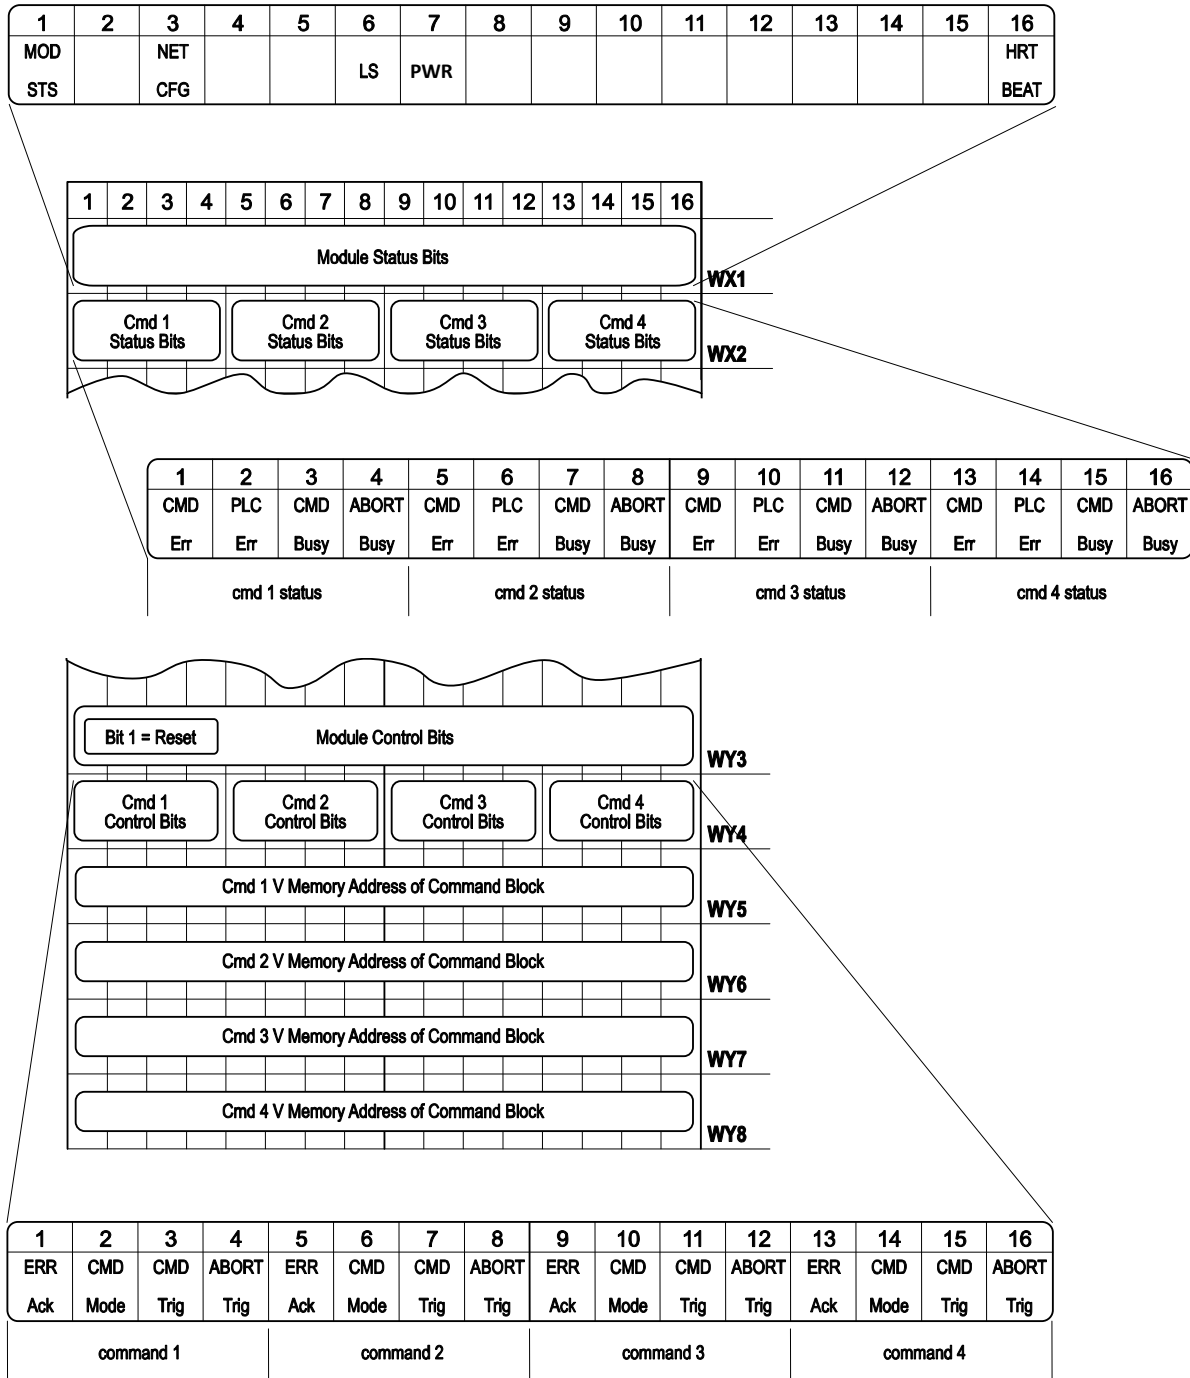 1 2 3 4 5 6 7 8 9 10 11 12 13 14 15 16
MOD NET HRT
LS PWR
STS CFG BEAT
1 2 3 4 5 6 7 8 9 10 11 12 13 14 15 16
Module Status Bits
WX1
Cmd 1 Cmd 2 Cmd 3 Cmd 4
Status Bits Status Bits Status Bits Status Bits
WX2
1 2 3 4 5 6 7 8 9 10 11 12 13 14 15 16
CMD PLC CMD ABORT CMD PLC CMD ABORT CMD PLC CMD ABORT CMD PLC CMD ABORT
Err Err Busy Busy Err Err Busy Busy Err Err Busy Busy Err Err Busy Busy
cmd 1 status cmd 2 status cmd 3 status cmd 4 status
Bit 1 = Reset Module Control Bits
WY3
Cmd 1 Cmd 2 Cmd 3 Cmd 4
Control Bits Control Bits Control Bits Control Bits
WY4
Cmd 1 V Memory Address of Command Block
WY5
Cmd 2 V Memory Address of Command Block
WY6
Cmd 3 V Memory Address of Command Block
WY7
Cmd 4 V Memory Address of Command Block
WY8
1 2 3 4 5 6 7 8 9 10 11 12 13 14 15 16
ERR CMD CMD ABORT ERR CMD CMD ABORT ERR CMD CMD ABORT ERR CMD CMD ABORT
Ack Mode Trig Trig Ack Mode Trig Trig Ack Mode Trig Trig Ack Mode Trig Trig
command 1 command 2 command 3 command 4